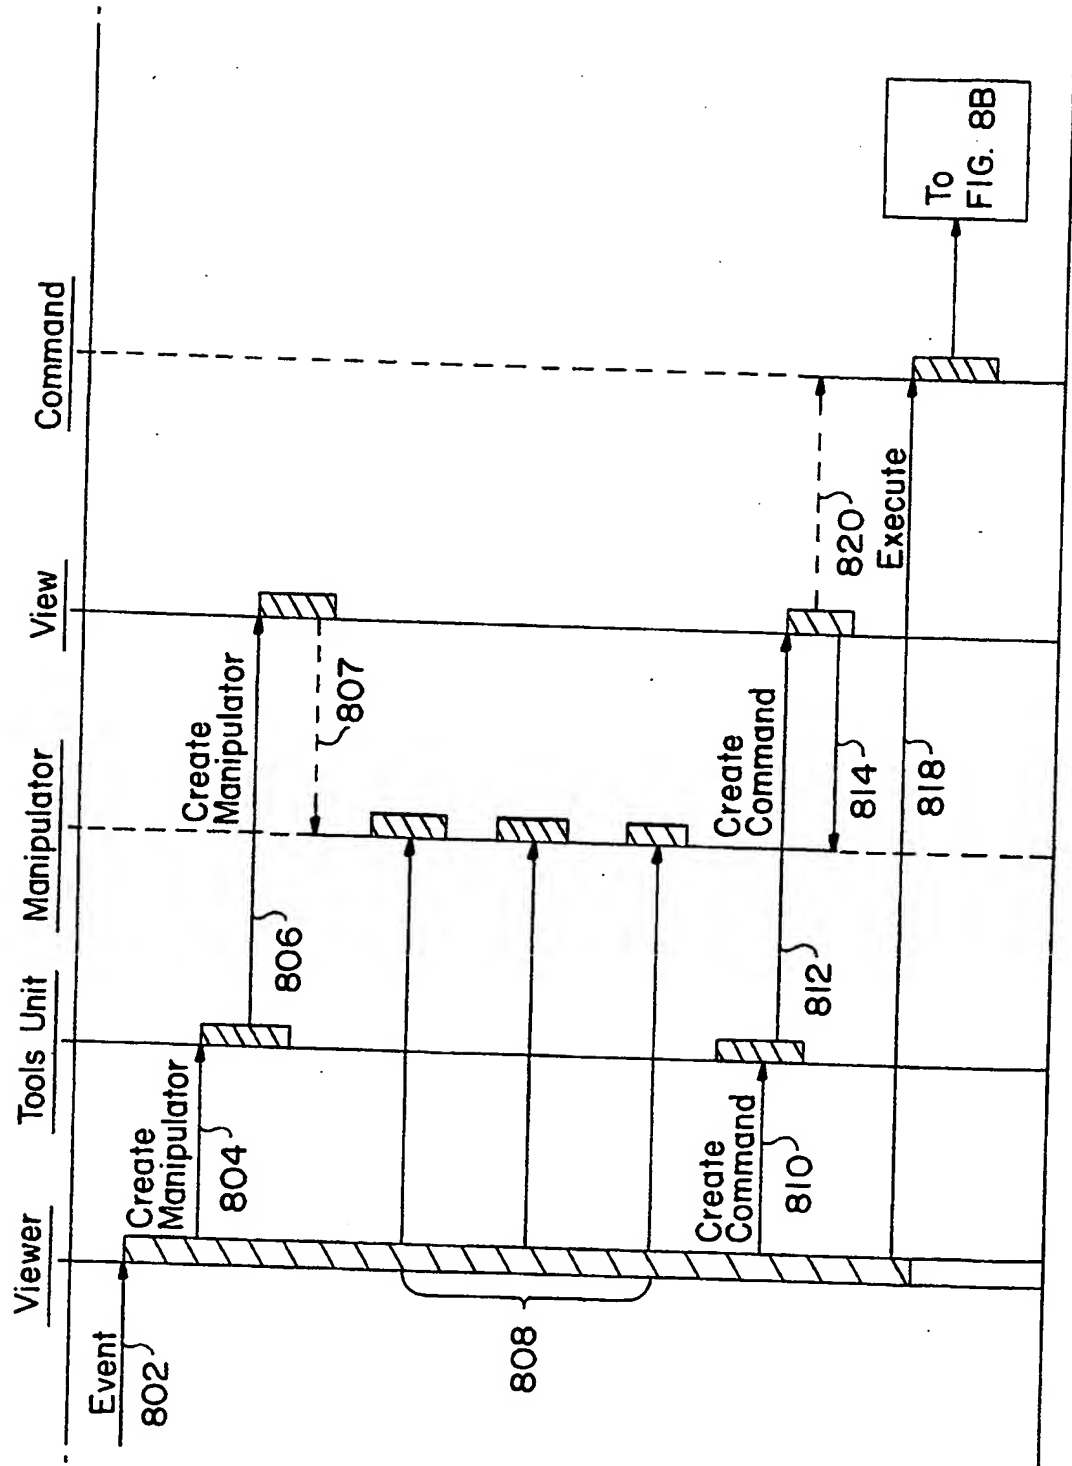 Viewer
Tools Unit
Manipulator
View
Command
Event
802
Create
Manipulator
804
Create
Manipulator
806
807
808
Create
Command
810
Create
Command
812
814
820
Execute
818
To
FIG. 8B